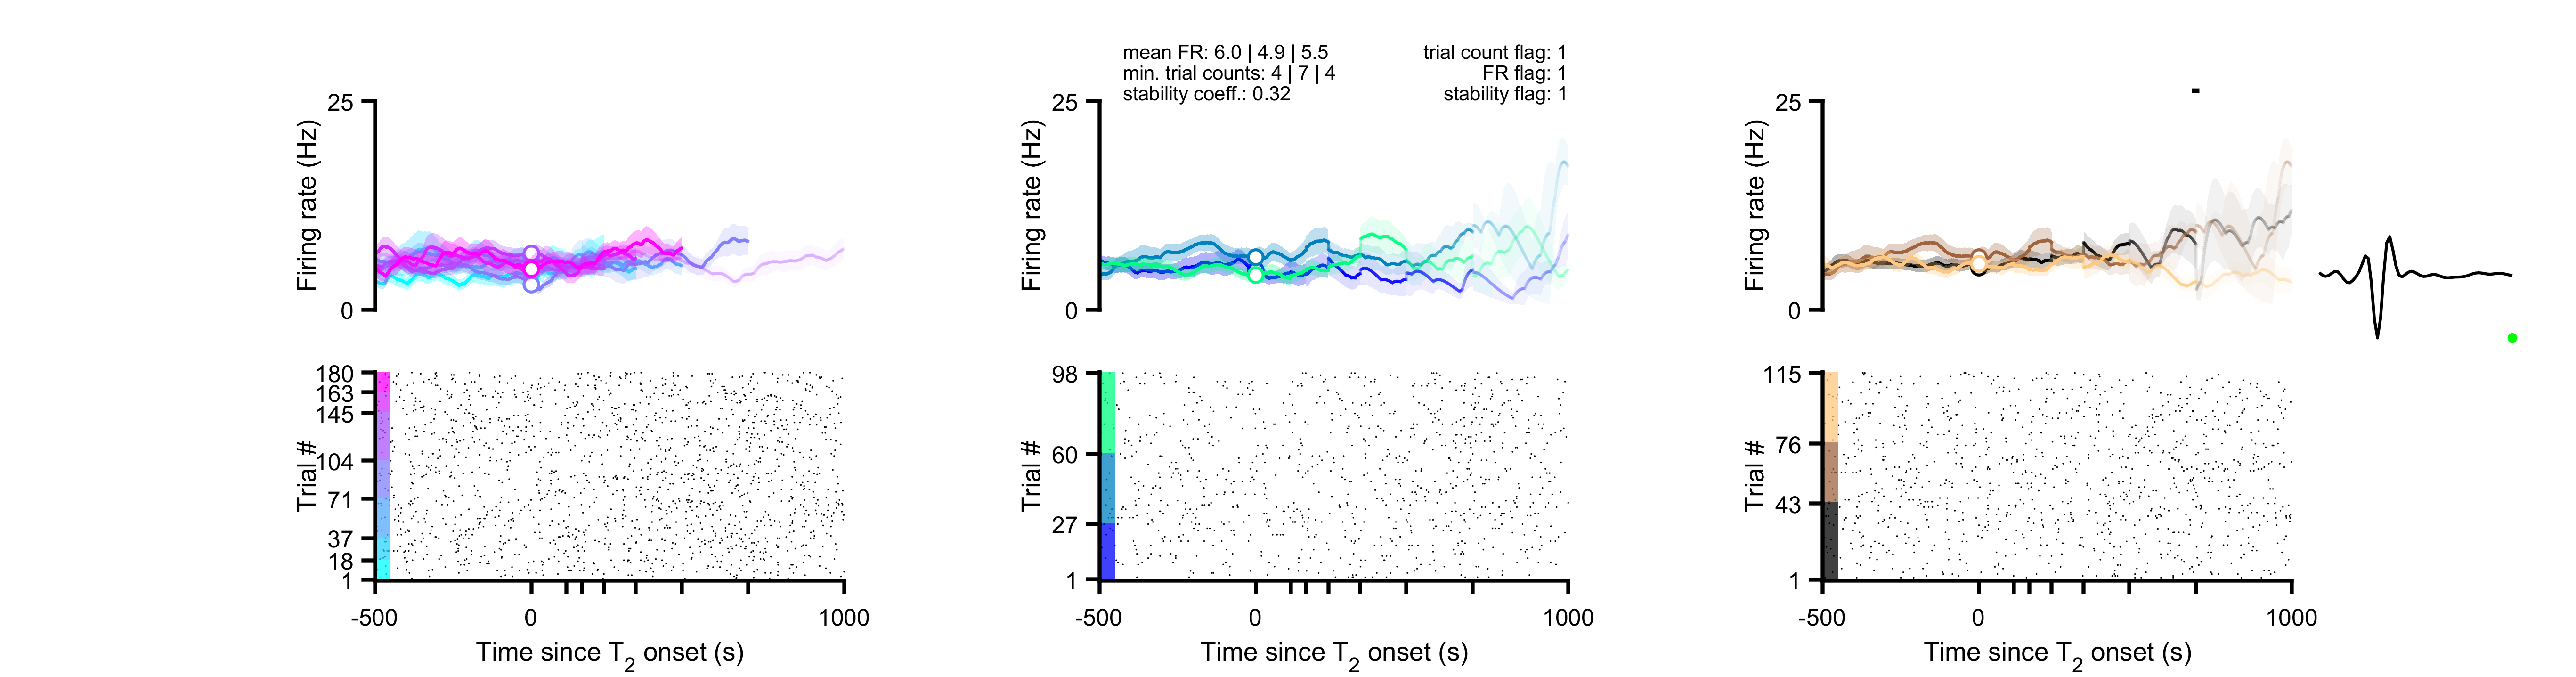 mean FR: 6.0 | 4.9 | 5.5
trial count flag: 1
min. trial counts: 4 | 7 | 4
FR flag: 1
stability coeff.: 0.32
stability flag: 1
25
Firing rate (Hz)
0
25
Firing rate (Hz)
0
25
Firing rate (Hz)
0
180
163
145
104
71
37
18
1
Trial #
-500
0
1000
Time since T2 onset (s)
98
60
27
1
Trial #
-500
0
1000
Time since T2 onset (s)
115
76
43
1
Trial #
-500
0
1000
Time since T2 onset (s)